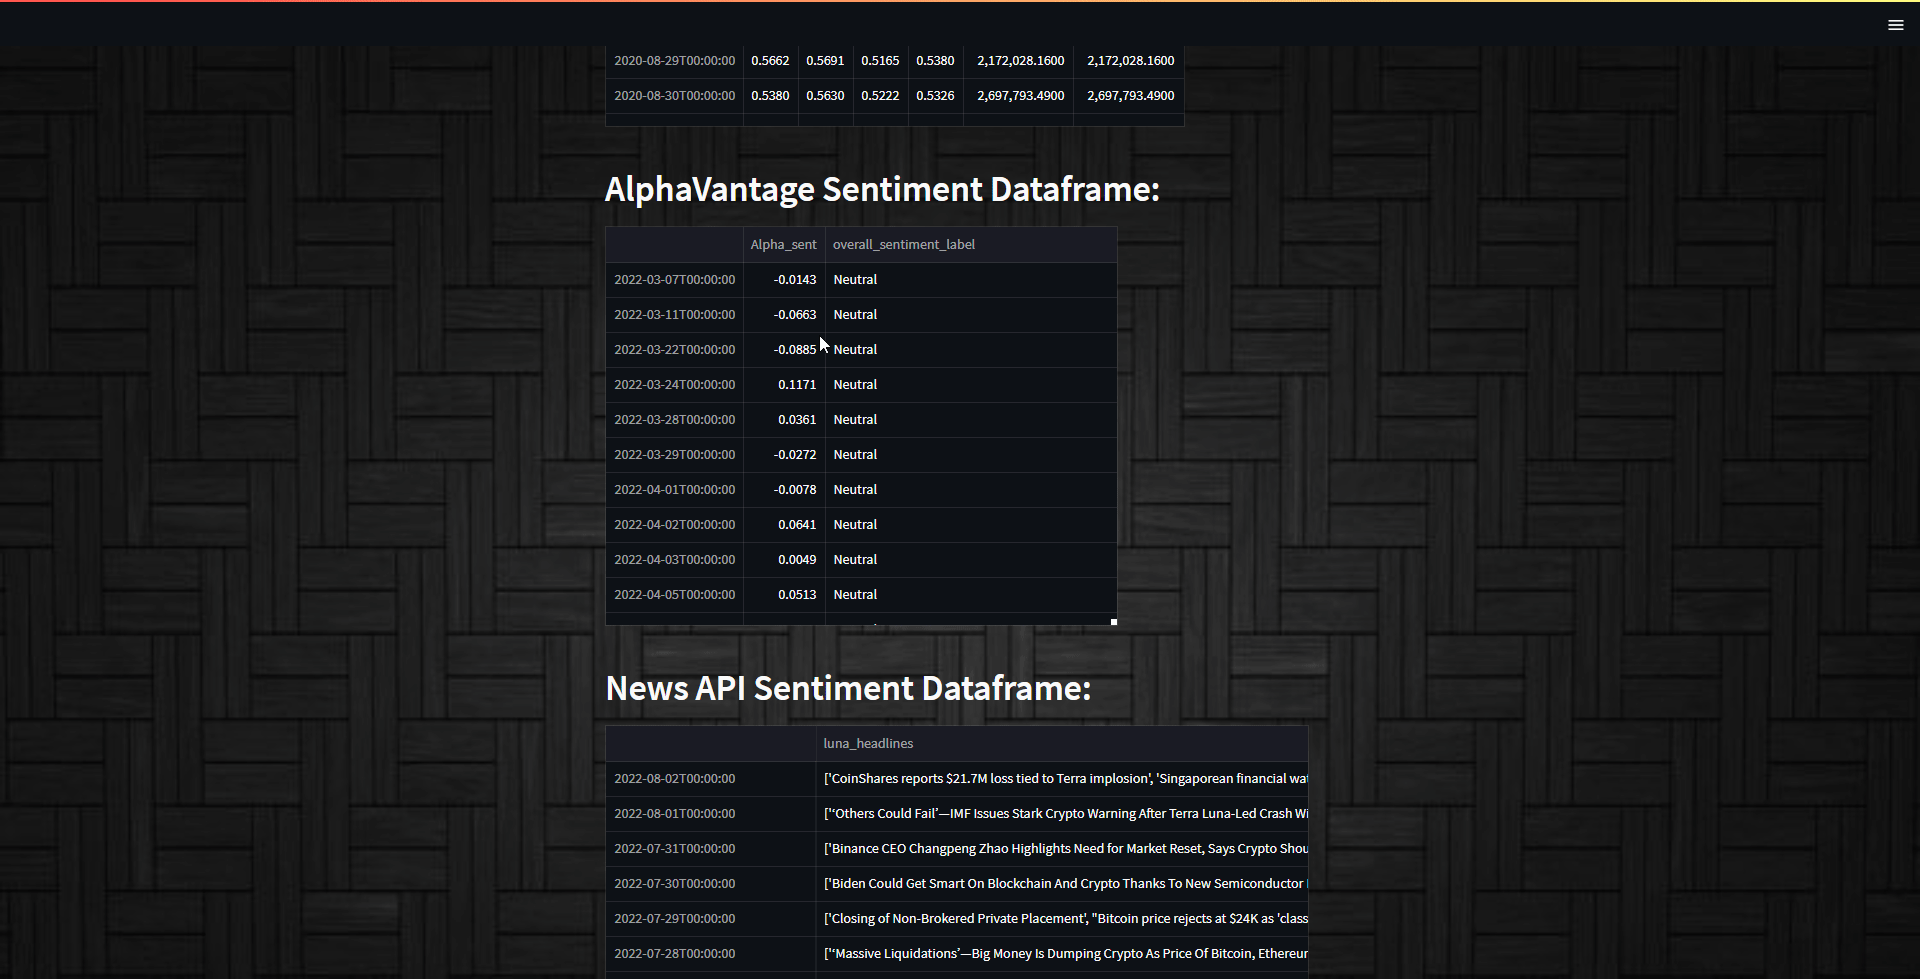 2020-08-29T00:00:00 0.5662 0.5691 0.5165 0.5380 2,172,028.1600 2,172,028.1600
2020-08-30T00:00:00 0.5380 0.5630 0.5222 0.5326 2,697,793.4900 2,697,793.4900
AlphaVantage Sentiment Dataframe:
Alpha_sent overall_sentiment_label
2022-03-07T00:00:00 -0.0143 Neutral
2022-03-11T00:00:00 -0.0663 Neutral
2022-03-22T00:00:00 -0.0885 Neutral
2022-03-24T00:00:00 0.1171 Neutral
2022-03-28T00:00:00 0.0361 Neutral
2022-03-29T00:00:00 -0.0272 Neutral
2022-04-01T00:00:00 -0.0078 Neutral
2022-04-02T00:00:00 0.0641 Neutral
2022-04-03T00:00:00 0.0049 Neutral
2022-04-05T00:00:00 0.0513 Neutral
News API Sentiment Dataframe:
luna_headlines
2022-08-02T00:00:00 ['CoinShares reports $21.7M loss tied to Terra implosion', 'Singaporean financial wat
2022-08-01T00:00:00 ['‘Others Could Fail’—IMF Issues Stark Crypto Warning After Terra Luna-Led Crash Wi
2022-07-31T00:00:00 ['Binance CEO Changpeng Zhao Highlights Need for Market Reset, Says Crypto Shou
2022-07-30T00:00:00 ['Biden Could Get Smart On Blockchain And Crypto Thanks To New Semiconductor
2022-07-29T00:00:00 ['Closing of Non-Brokered Private Placement', "Bitcoin price rejects at $24K as 'class
2022-07-28T00:00:00 ['‘Massive Liquidations’—Big Money Is Dumping Crypto As Price Of Bitcoin, Ethereum